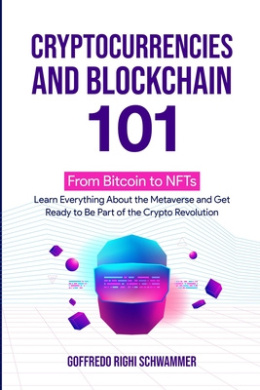 CRYPTOCURRENCIES
AND BLOCKCHAIN
101
From Bitcoin to NFTs
Learn Everything About the Metaverse and Get
Ready to Be Part of the Crypto Revolution
GOFFREDO RIGHI SCHWAMMER